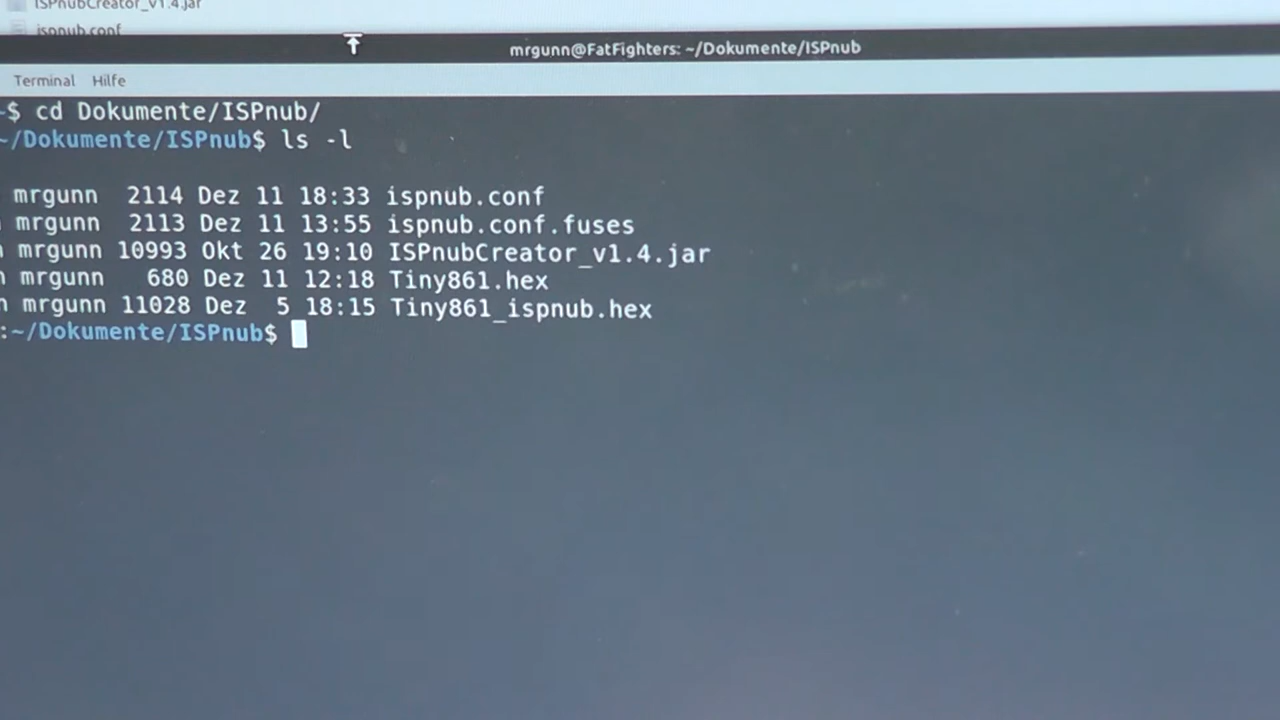 ISPnubCreator_v1.4.jar
ispnub.conf
mrgunn@FatFighters: ~/Dokumente/ISPnub
Terminal Hilfe
~$ cd Dokumente/ISPnub/
~/Dokumente/ISPnub$ ls -l
mrgunn 2114 Dez 11 18:33 ispnub.conf
mrgunn 2113 Dez 11 13:55 ispnub.conf.fuses
n mrgunn 10993 Okt 26 19:10 ISPnubCreator_v1.4.jar
n mrgunn 680 Dez 11 12:18 Tiny861.hex
n mrgunn 11028 Dez 5 18:15 Tiny861_ispnub.hex
:~/Dokumente/ISPnub$